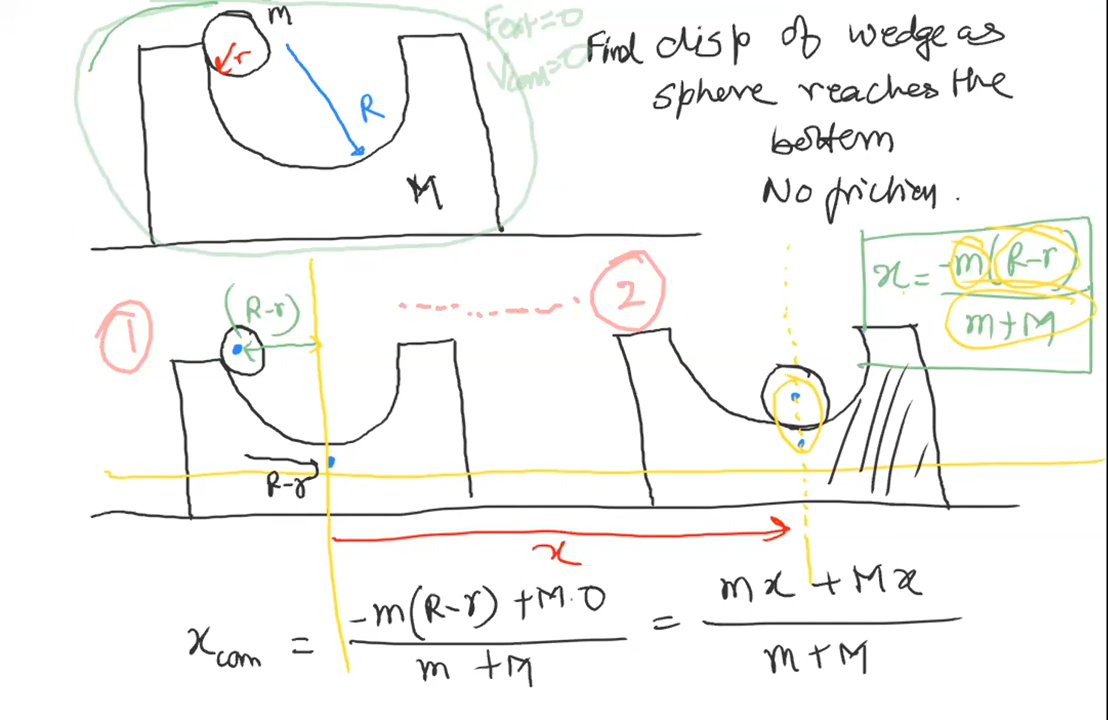 m
r
R
M
Fext=0
Vcom=0
Find disp of wedge as
sphere reaches the
bottom
No friction.
x = -m(R-r) / m+M
1
(R-r)
R-r
2
x
xcom = -m(R-r) + M.0 / m+M = mx + Mx / m+M